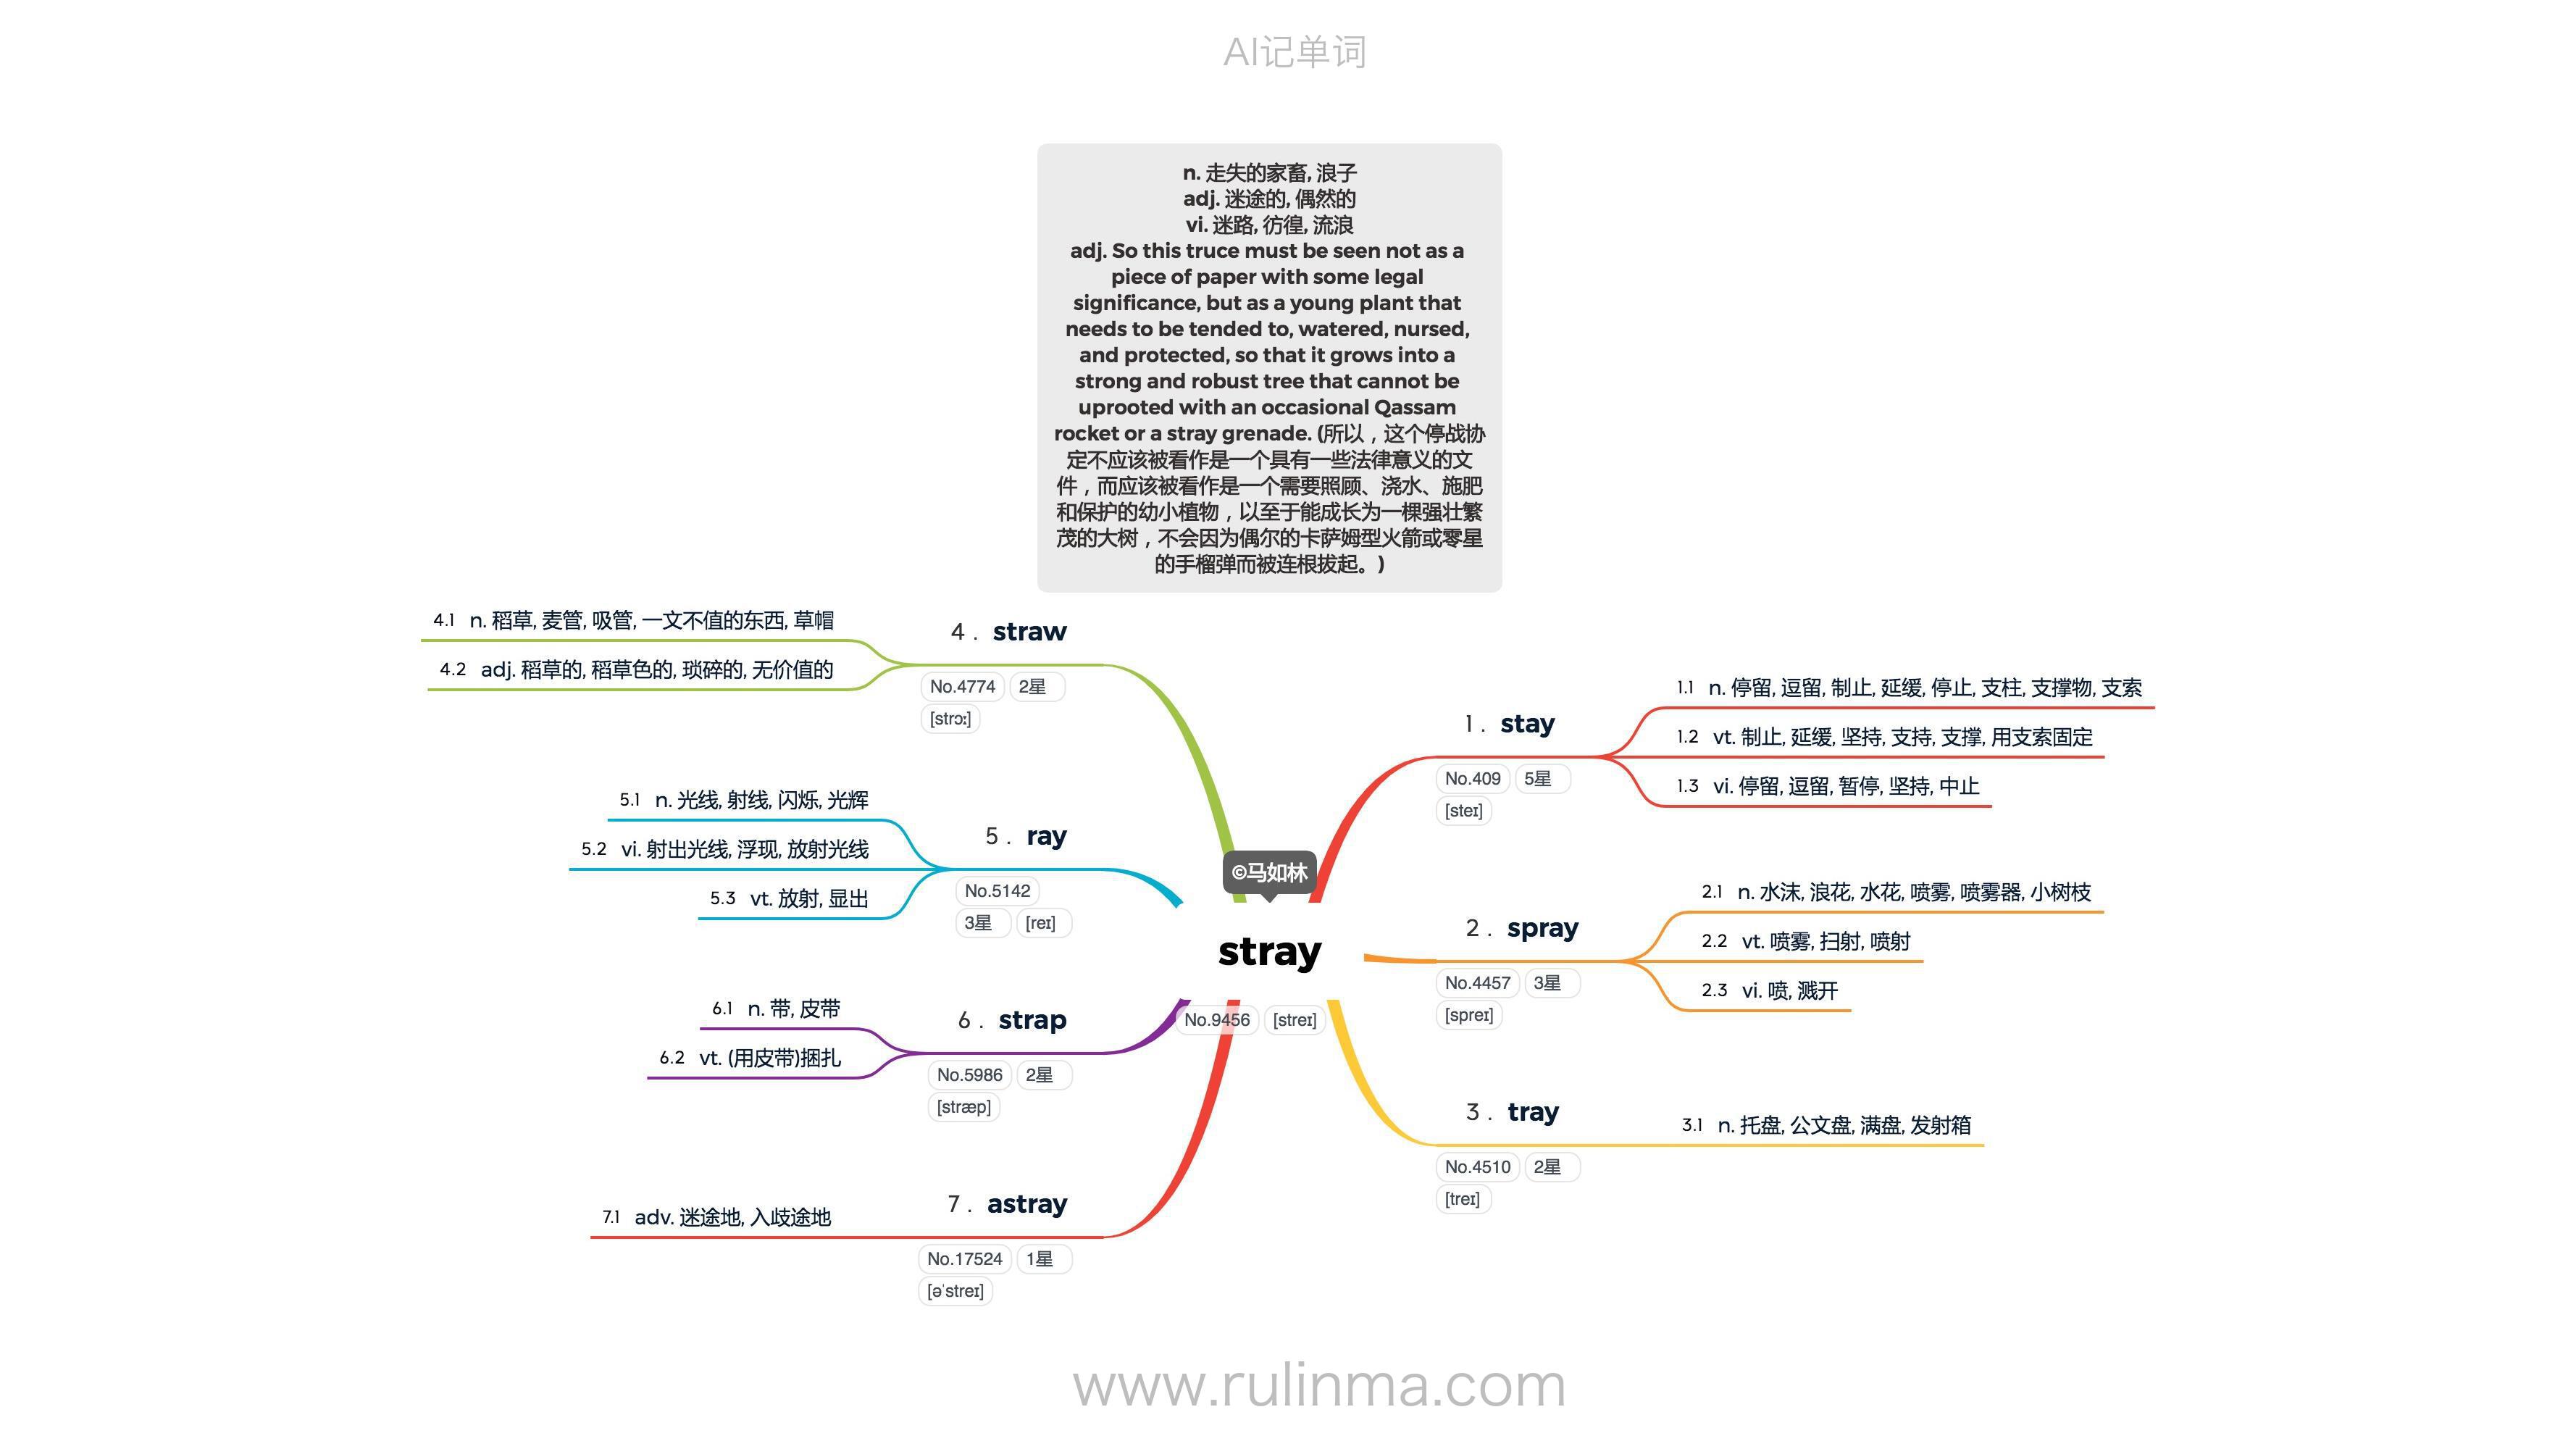 AI记单词
n. 走失的家畜, 浪子
adj. 迷途的, 偶然的
vi. 迷路, 彷徨, 流浪
adj. So this truce must be seen not as a
piece of paper with some legal
significance, but as a young plant that
needs to be tended to, watered, nursed,
and protected, so that it grows into a
strong and robust tree that cannot be
uprooted with an occasional Qassam
rocket or a stray grenade. (所以，这个停战协
定不应该被看作是一个具有一些法律意义的文
件，而应该被看作是一个需要照顾、浇水、施肥
和保护的幼小植物，以至于能成长为一棵强壮繁
茂的大树，不会因为偶尔的卡萨姆型火箭或零星
的手榴弹而被连根拔起。)
©马如林
stray
No.9456 [streɪ]
1. stay
No.409 5星
[steɪ]
1.1 n. 停留, 逗留, 制止, 延缓, 停止, 支柱, 支撑物, 支索
1.2 vt. 制止, 延缓, 坚持, 支持, 支撑, 用支索固定
1.3 vi. 停留, 逗留, 暂停, 坚持, 中止
2. spray
No.4457 3星
[spreɪ]
2.1 n. 水沫, 浪花, 水花, 喷雾, 喷雾器, 小树枝
2.2 vt. 喷雾, 扫射, 喷射
2.3 vi. 喷, 溅开
3. tray
No.4510 2星
[treɪ]
3.1 n. 托盘, 公文盘, 满盘, 发射箱
4. straw
No.4774 2星
[strɔː]
4.1 n. 稻草, 麦管, 吸管, 一文不值的东西, 草帽
4.2 adj. 稻草的, 稻草色的, 琐碎的, 无价值的
5. ray
No.5142
3星 [reɪ]
5.1 n. 光线, 射线, 闪烁, 光辉
5.2 vi. 射出光线, 浮现, 放射光线
5.3 vt. 放射, 显出
6. strap
No.5986 2星
[stræp]
6.1 n. 带, 皮带
6.2 vt. (用皮带)捆扎
7. astray
No.17524 1星
[əˈstreɪ]
7.1 adv. 迷途地, 入歧途地
www.rulinma.com